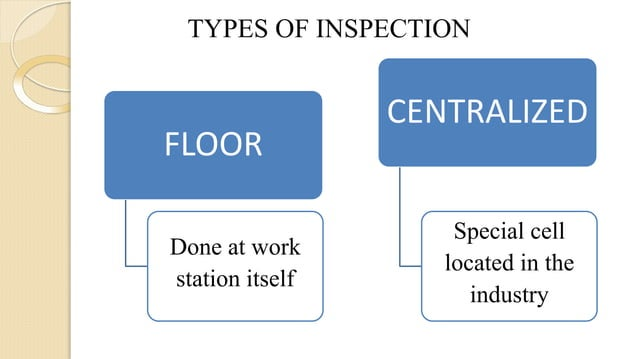 TYPES OF INSPECTION
FLOOR
Done at work
station itself
CENTRALIZED
Special cell
located in the
industry